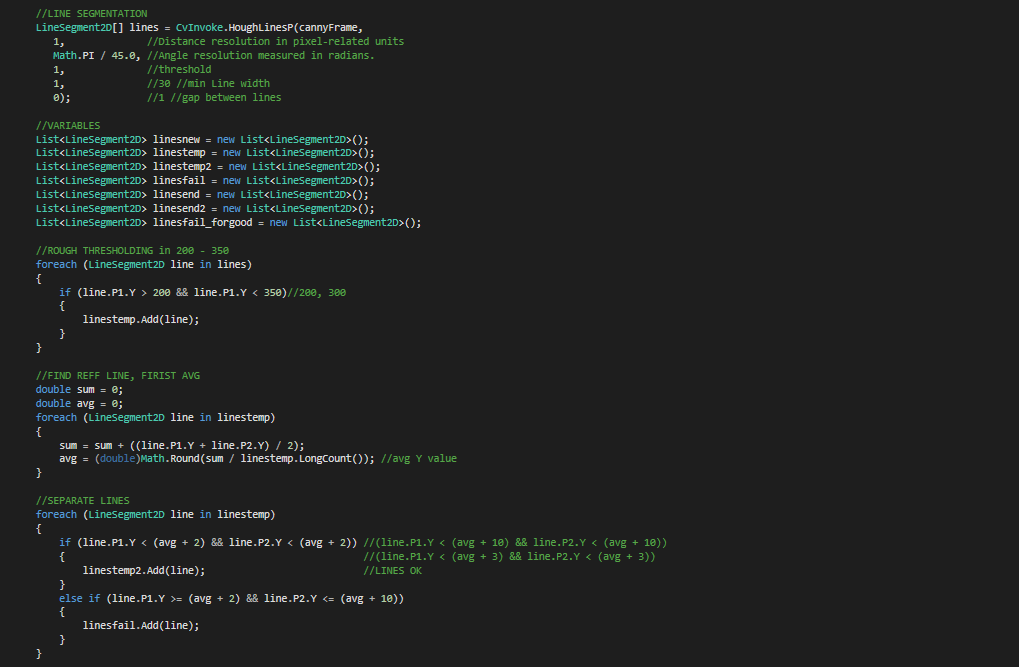 //LINE SEGMENTATION
LineSegment2D[] lines = CvInvoke.HoughLinesP(cannyFrame,
1, //Distance resolution in pixel-related units
Math.PI / 45.0, //Angle resolution measured in radians.
1, //threshold
1, //30 //min Line width
0); //1 //gap between lines
//VARIABLES
List<LineSegment2D> linesnew = new List<LineSegment2D>();
List<LineSegment2D> linestemp = new List<LineSegment2D>();
List<LineSegment2D> linestemp2 = new List<LineSegment2D>();
List<LineSegment2D> linesfail = new List<LineSegment2D>();
List<LineSegment2D> linesend = new List<LineSegment2D>();
List<LineSegment2D> linesend2 = new List<LineSegment2D>();
List<LineSegment2D> linesfail_forgood = new List<LineSegment2D>();
//ROUGH THRESHOLDING in 200 - 350
foreach (LineSegment2D line in lines)
{
if (line.P1.Y > 200 && line.P1.Y < 350)//200, 300
{
linestemp.Add(line);
}
}
//FIND REFF LINE, FIRIST AVG
double sum = 0;
double avg = 0;
foreach (LineSegment2D line in linestemp)
{
sum = sum + ((line.P1.Y + line.P2.Y) / 2);
avg = (double)Math.Round(sum / linestemp.LongCount()); //avg Y value
}
//SEPARATE LINES
foreach (LineSegment2D line in linestemp)
{
if (line.P1.Y < (avg + 2) && line.P2.Y < (avg + 2)) //(line.P1.Y < (avg + 10) && line.P2.Y < (avg + 10))
{ //(line.P1.Y < (avg + 3) && line.P2.Y < (avg + 3))
linestemp2.Add(line); //LINES OK
}
else if (line.P1.Y >= (avg + 2) && line.P2.Y <= (avg + 10))
{
linesfail.Add(line);
}
}